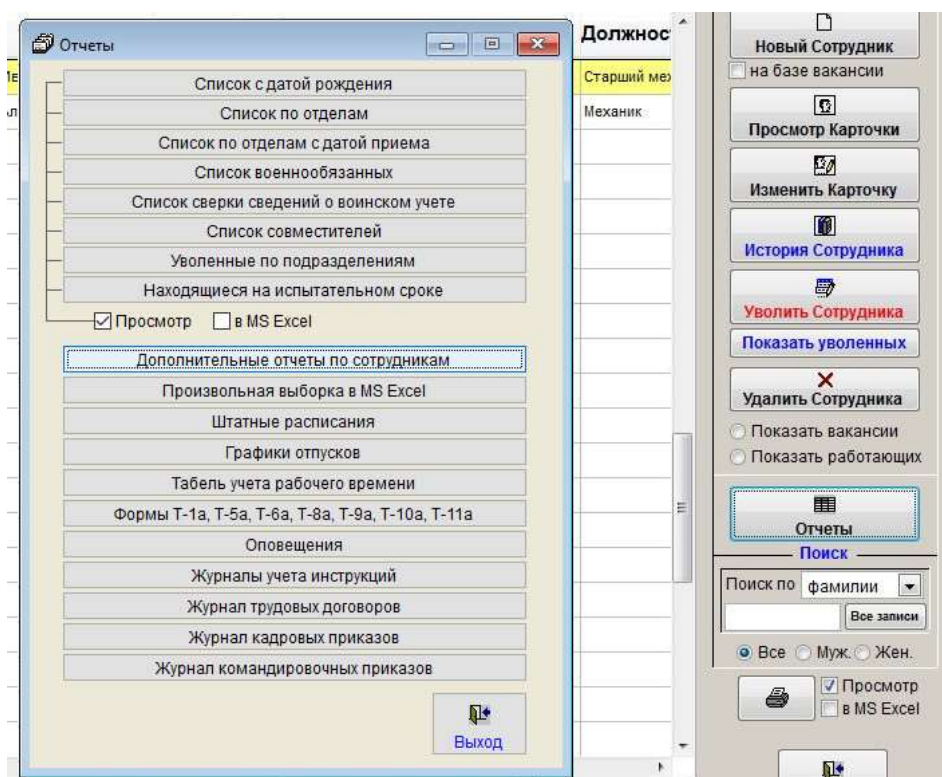 Отчеты
Список с датой рождения
Список по отделам
Список по отделам с датой приема
Список военнообязанных
Список сверки сведений о воинском учете
Список совместителей
Уволенные по подразделениям
Находящиеся на испытательном сроке
Просмотр в MS Excel
Дополнительные отчеты по сотрудникам
Произвольная выборка в MS Excel
Штатные расписания
Графики отпусков
Табель учета рабочего времени
Формы Т-1а, Т-5а, Т-6а, Т-8а, Т-9а, Т-10а, Т-11а
Оповещения
Журналы учета инструкций
Журнал трудовых договоров
Журнал кадровых приказов
Журнал командировочных приказов
Выход
Должнос
Старший мех
Механик
Новый Сотрудник
на базе вакансии
Просмотр Карточки
Изменить Карточку
История Сотрудника
Уволить Сотрудника
Показать уволенных
Удалить Сотрудника
Показать вакансии
Показать работающих
Отчеты
Поиск
Поиск по фамилии
Все записи
Все Муж. Жен.
Просмотр
в MS Excel